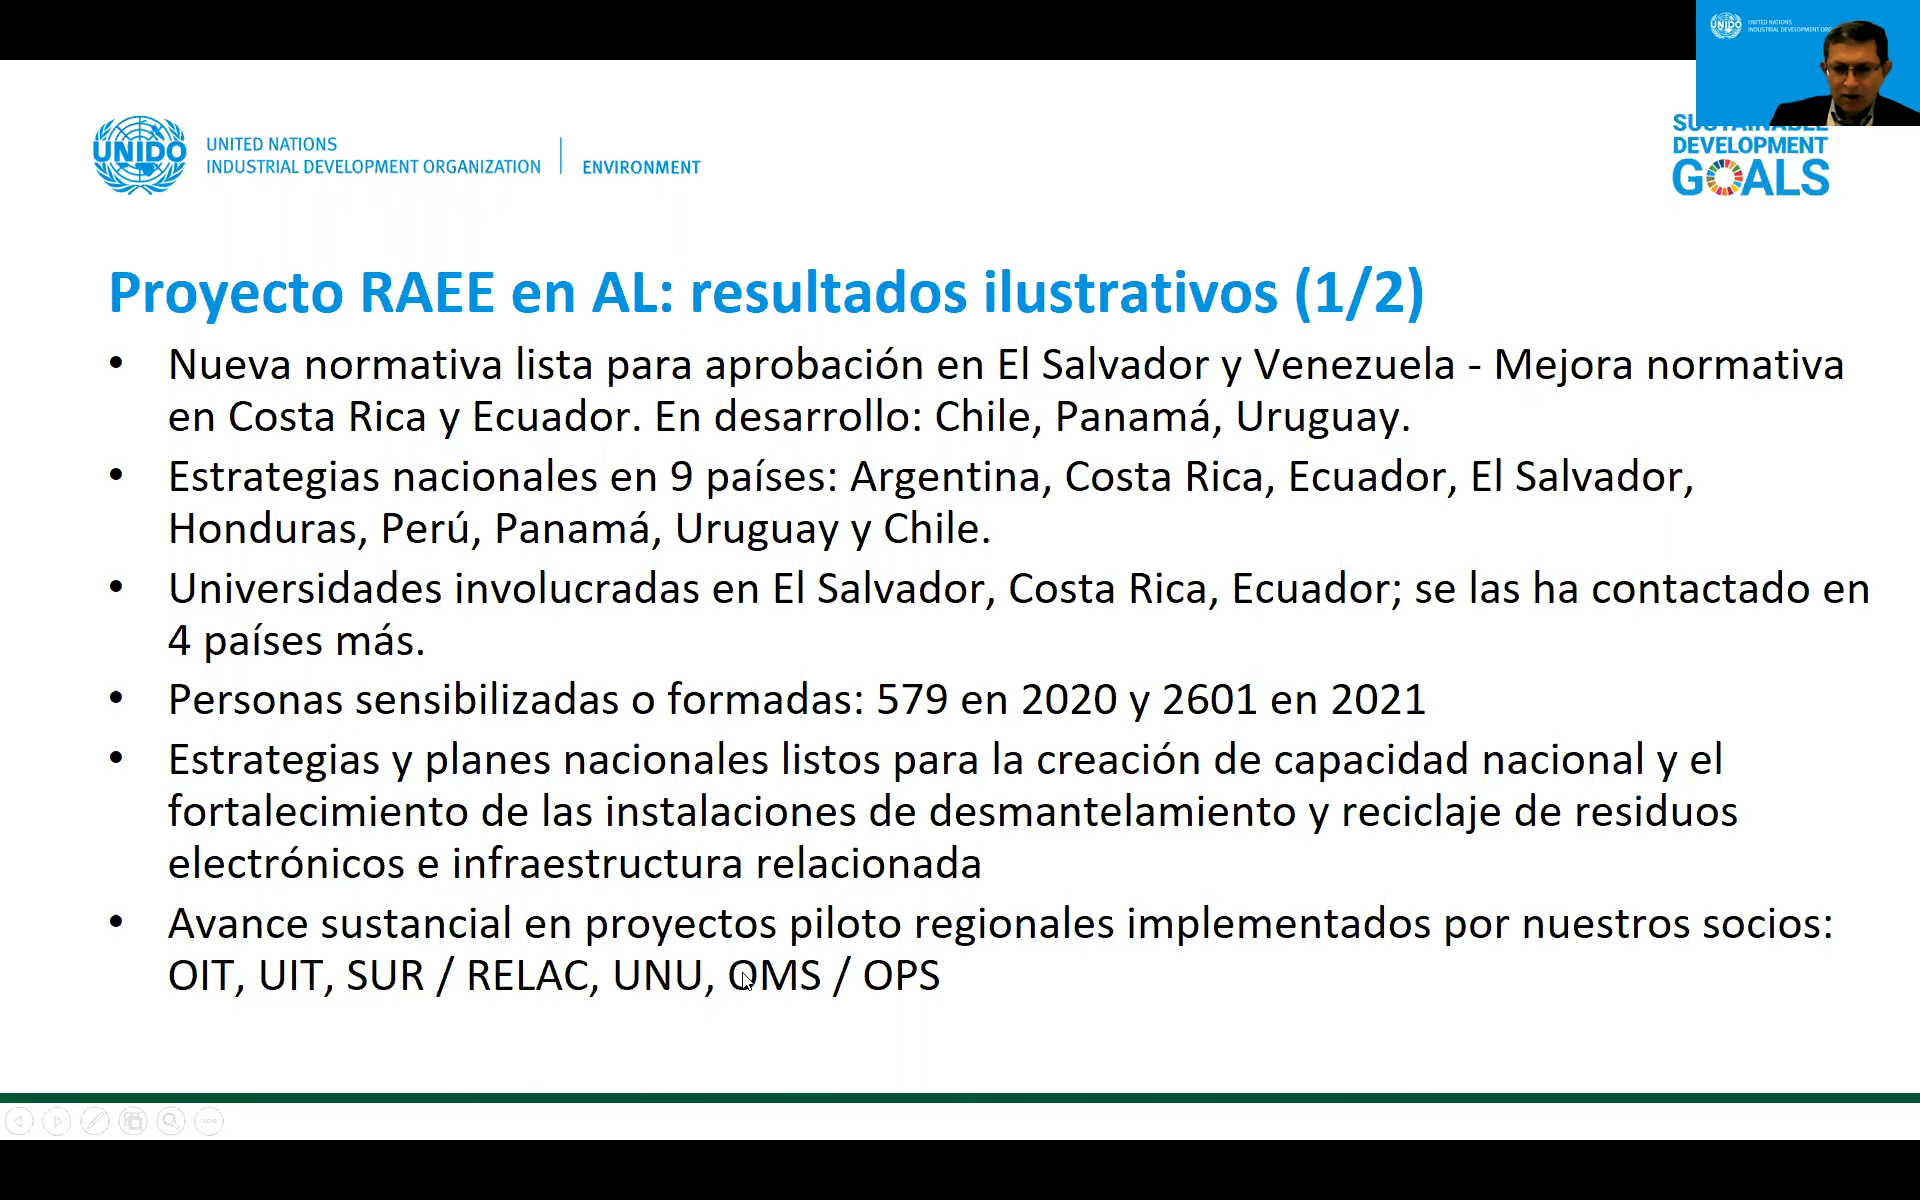 UNIDO
UNITED NATIONS
INDUSTRIAL DEVELOPMENT ORGANIZATION
ENVIRONMENT
UNIDO
UNITED NATIONS
INDUSTRIAL DEVELOPMENT
SUSTAINABLE
DEVELOPMENT
GOALS
Proyecto RAEE en AL: resultados ilustrativos (1/2)
• Nueva normativa lista para aprobación en El Salvador y Venezuela - Mejora normativa
en Costa Rica y Ecuador. En desarrollo: Chile, Panamá, Uruguay.
• Estrategias nacionales en 9 países: Argentina, Costa Rica, Ecuador, El Salvador,
Honduras, Perú, Panamá, Uruguay y Chile.
• Universidades involucradas en El Salvador, Costa Rica, Ecuador; se las ha contactado en
4 países más.
• Personas sensibilizadas o formadas: 579 en 2020 y 2601 en 2021
• Estrategias y planes nacionales listos para la creación de capacidad nacional y el
fortalecimiento de las instalaciones de desmantelamiento y reciclaje de residuos
electrónicos e infraestructura relacionada
• Avance sustancial en proyectos piloto regionales implementados por nuestros socios:
OIT, UIT, SUR / RELAC, UNU, OMS / OPS